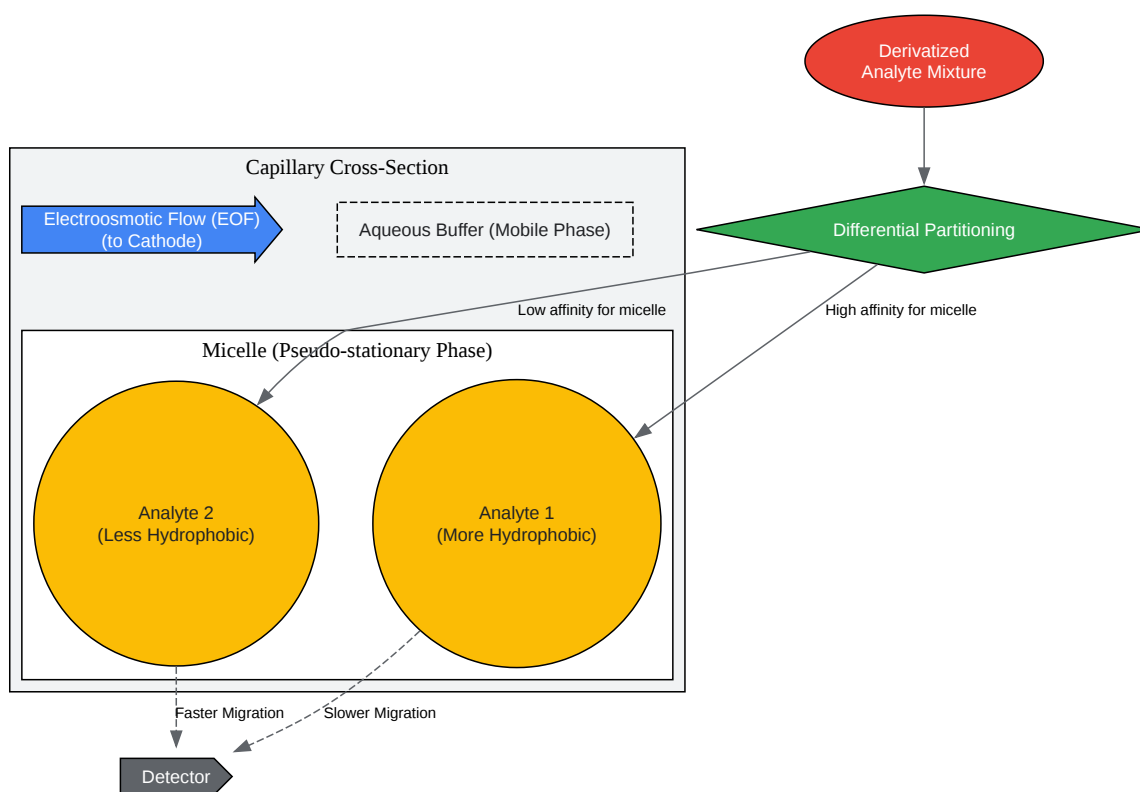 Derivatized
Analyte Mixture
Capillary Cross-Section
Electroosmotic Flow (EOF)
(to Cathode)
Aqueous Buffer (Mobile Phase)
Differential Partitioning
Low affinity for micelle
High affinity for micelle
Micelle (Pseudo-stationary Phase)
Analyte 2
(Less Hydrophobic)
Analyte 1
(More Hydrophobic)
Faster Migration
Slower Migration
Detector